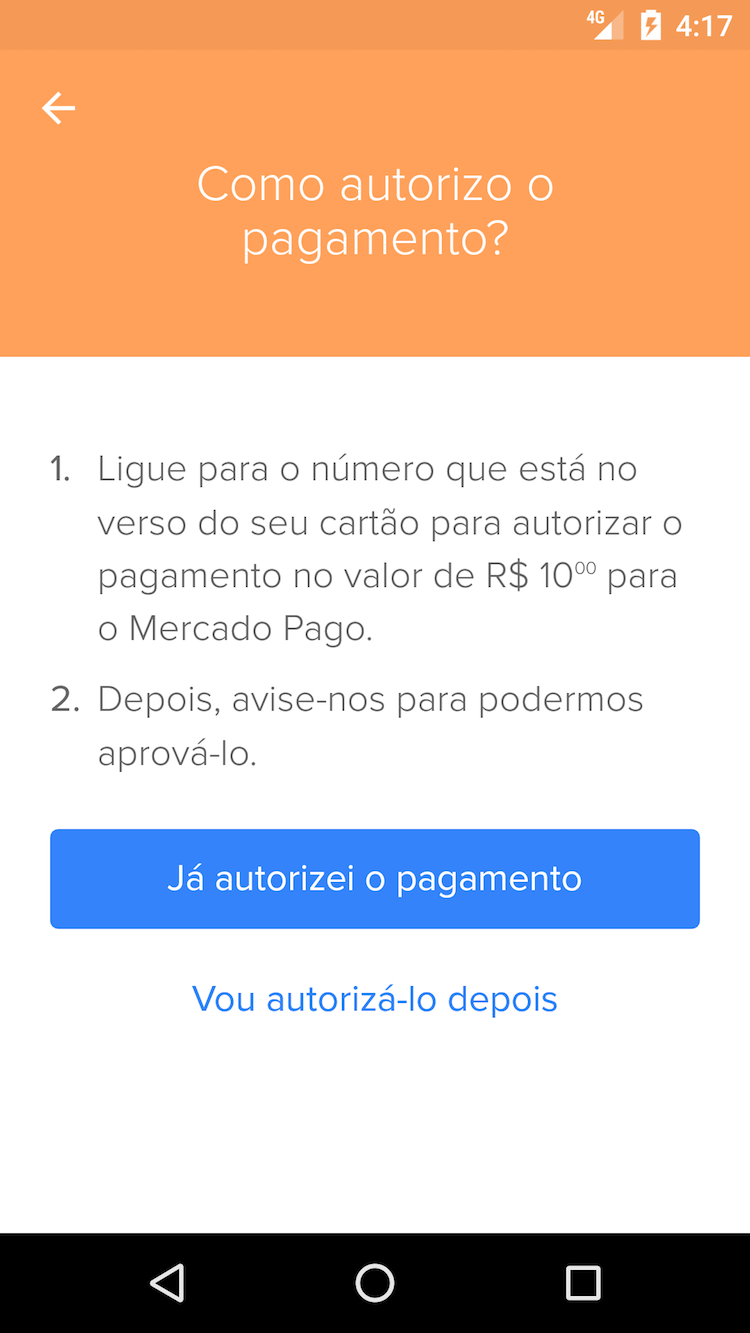 4G 4:17
Como autorizo o
pagamento?
1. Ligue para o número que está no
verso do seu cartão para autorizar o
pagamento no valor de R$ 10⁰⁰ para
o Mercado Pago.
2. Depois, avise-nos para podermos
aprová-lo.
Já autorizei o pagamento
Vou autorizá-lo depois